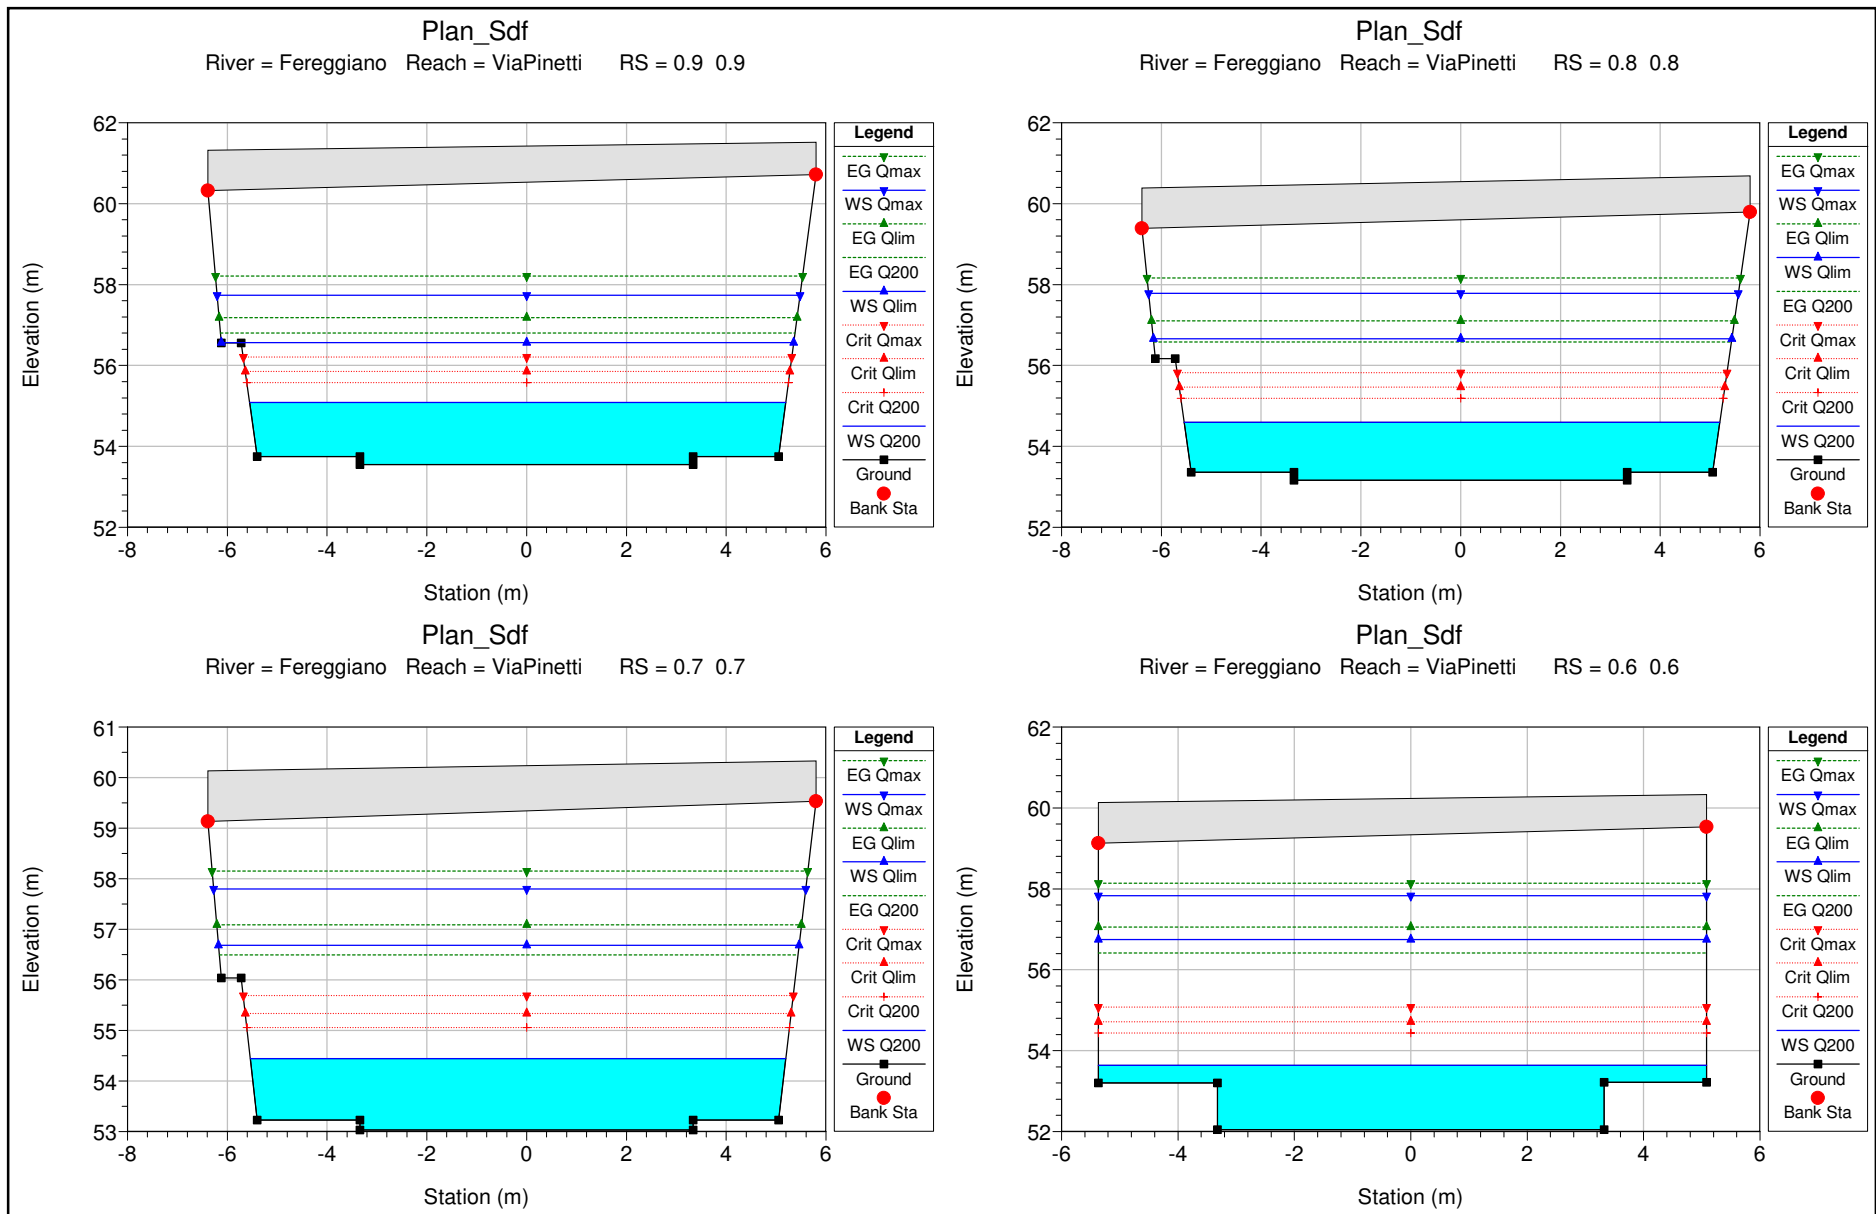 Plan_Sdf
River = Fereggiano Reach = ViaPinetti RS = 0.9 0.9
62
60
58
56
54
52
-8
-6
-4
-2
0
2
4
6
Elevation (m)
Station (m)
Legend
EG Qmax
WS Qmax
EG Qlim
EG Q200
WS Qlim
Crit Qmax
Crit Qlim
Crit Q200
WS Q200
Ground
Bank Sta
Plan_Sdf
River = Fereggiano Reach = ViaPinetti RS = 0.8 0.8
62
60
58
56
54
52
-8
-6
-4
-2
0
2
4
6
Elevation (m)
Station (m)
Legend
EG Qmax
WS Qmax
EG Qlim
WS Qlim
EG Q200
Crit Qmax
Crit Qlim
Crit Q200
WS Q200
Ground
Bank Sta
Plan_Sdf
River = Fereggiano Reach = ViaPinetti RS = 0.7 0.7
61
60
59
58
57
56
55
54
53
-8
-6
-4
-2
0
2
4
6
Elevation (m)
Station (m)
Legend
EG Qmax
WS Qmax
EG Qlim
WS Qlim
EG Q200
Crit Qmax
Crit Qlim
Crit Q200
WS Q200
Ground
Bank Sta
Plan_Sdf
River = Fereggiano Reach = ViaPinetti RS = 0.6 0.6
62
60
58
56
54
52
-6
-4
-2
0
2
4
6
Elevation (m)
Station (m)
Legend
EG Qmax
WS Qmax
EG Qlim
WS Qlim
EG Q200
Crit Qmax
Crit Qlim
Crit Q200
WS Q200
Ground
Bank Sta